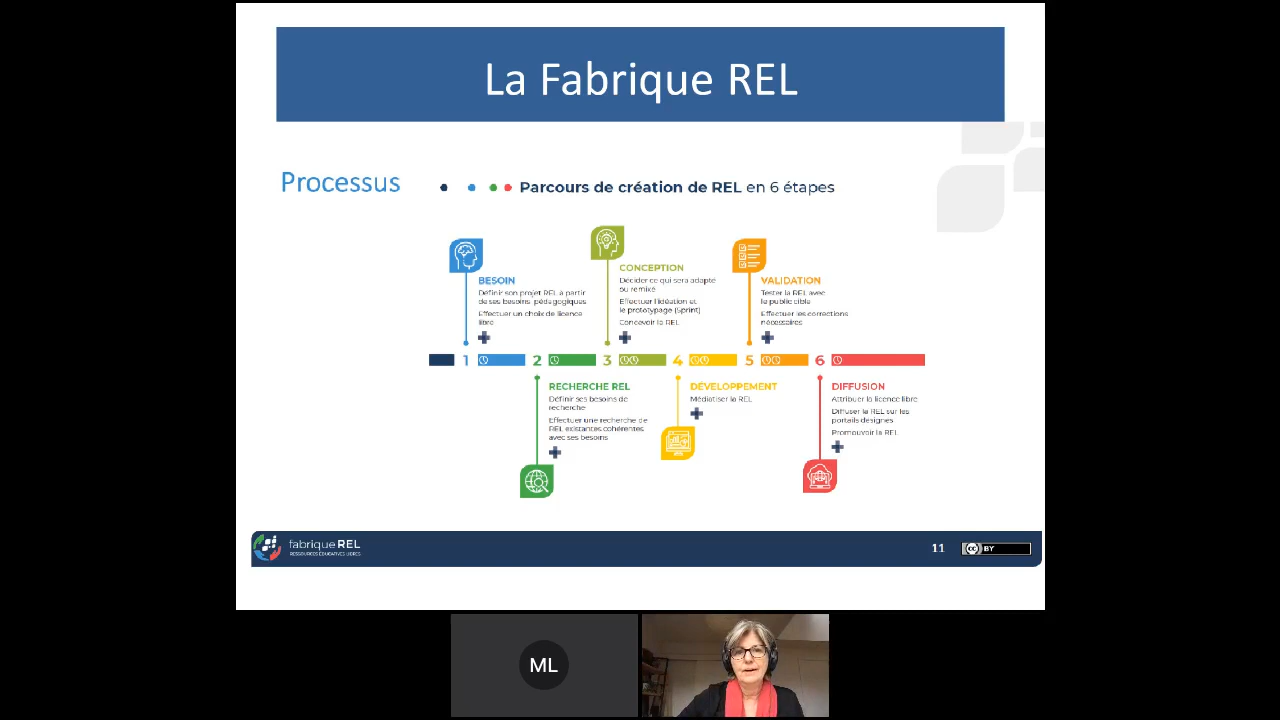 La Fabrique REL
Processus
Parcours de création de REL en 6 étapes
BESOIN
Définir son projet REL à partir
de ses besoins pédagogiques
Effectuer un choix de licence
libre
CONCEPTION
Décider ce qui sera adapté
ou remixé
Effectuer l'idéation et
le prototypage (Sprint)
Concevoir la REL
VALIDATION
Tester la REL avec
le public cible
Effectuer les corrections
nécessaires
1 2 3 4 5 6
RECHERCHE REL
Définir ses besoins de
recherche
Effectuer une recherche de
REL existantes cohérentes
avec ses besoins
DÉVELOPPEMENT
Médiatiser la REL
DIFFUSION
Attribuer la licence libre
Diffuser la REL sur les
portails désignés
Promouvoir la REL
fabrique REL
RESSOURCES ÉDUCATIVES LIBRES
11
cc BY
ML